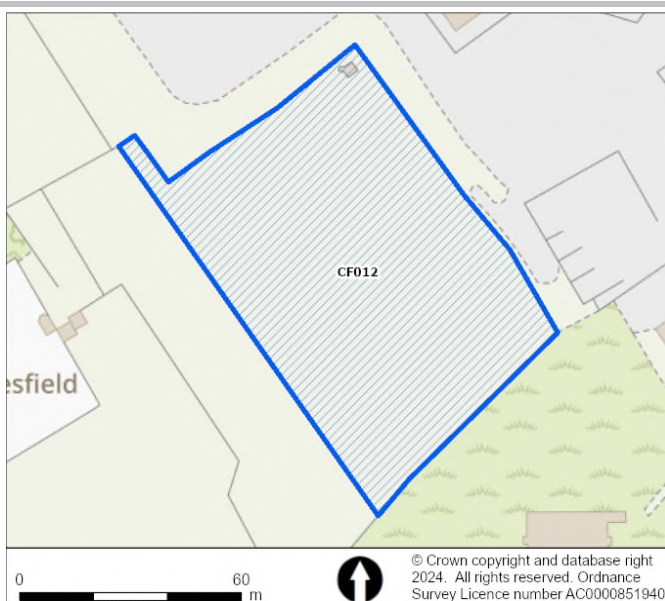 CF012
esfield
0 60
m
© Crown copyright and database right
2024. All rights reserved. Ordnance
Survey Licence number AC0000851940